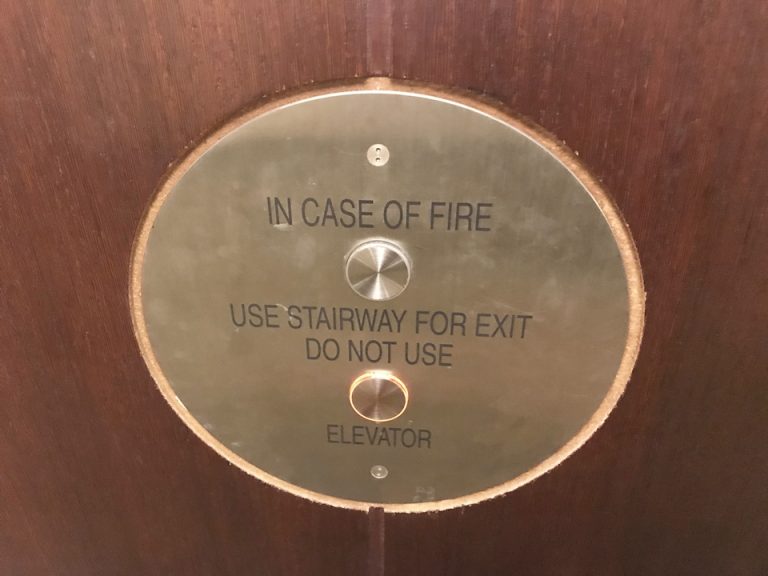 IN CASE OF FIRE
USE STAIRWAY FOR EXIT
DO NOT USE
ELEVATOR